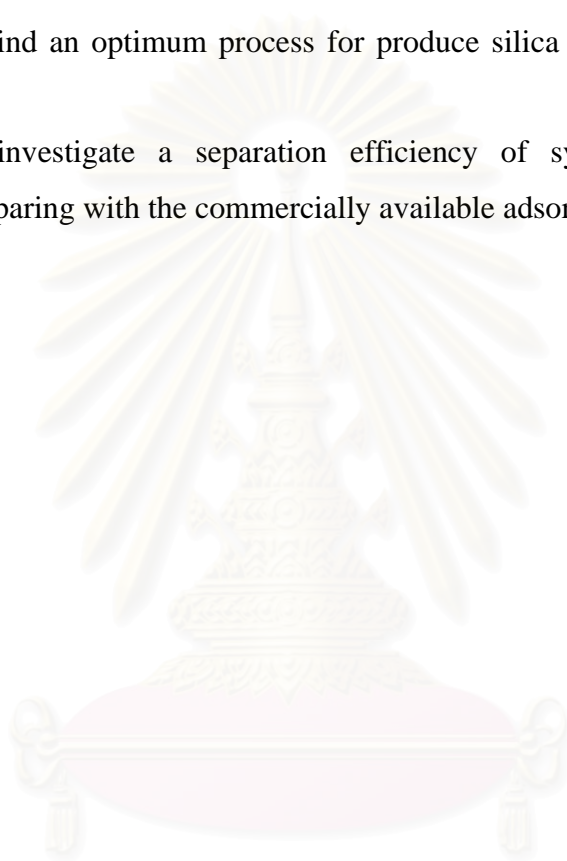 ind an optimum process for produce silica
investigate a separation efficiency of sy
paring with the commercially available adsor